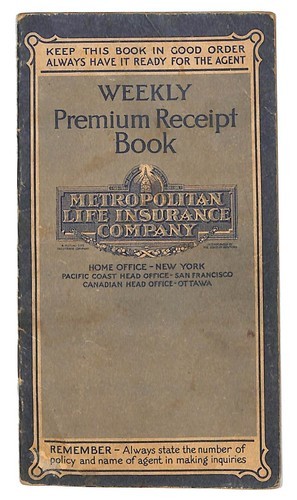 KEEP THIS BOOK IN GOOD ORDER
ALWAYS HAVE IT READY FOR THE AGENT
WEEKLY
Premium Receipt
Book
METROPOLITAN
LIFE INSURANCE
COMPANY
HOME OFFICE - NEW YORK
PACIFIC COAST HEAD OFFICE - SAN FRANCISCO
CANADIAN HEAD OFFICE - OTTAWA
REMEMBER - Always state the number of
policy and name of agent in making inquiries